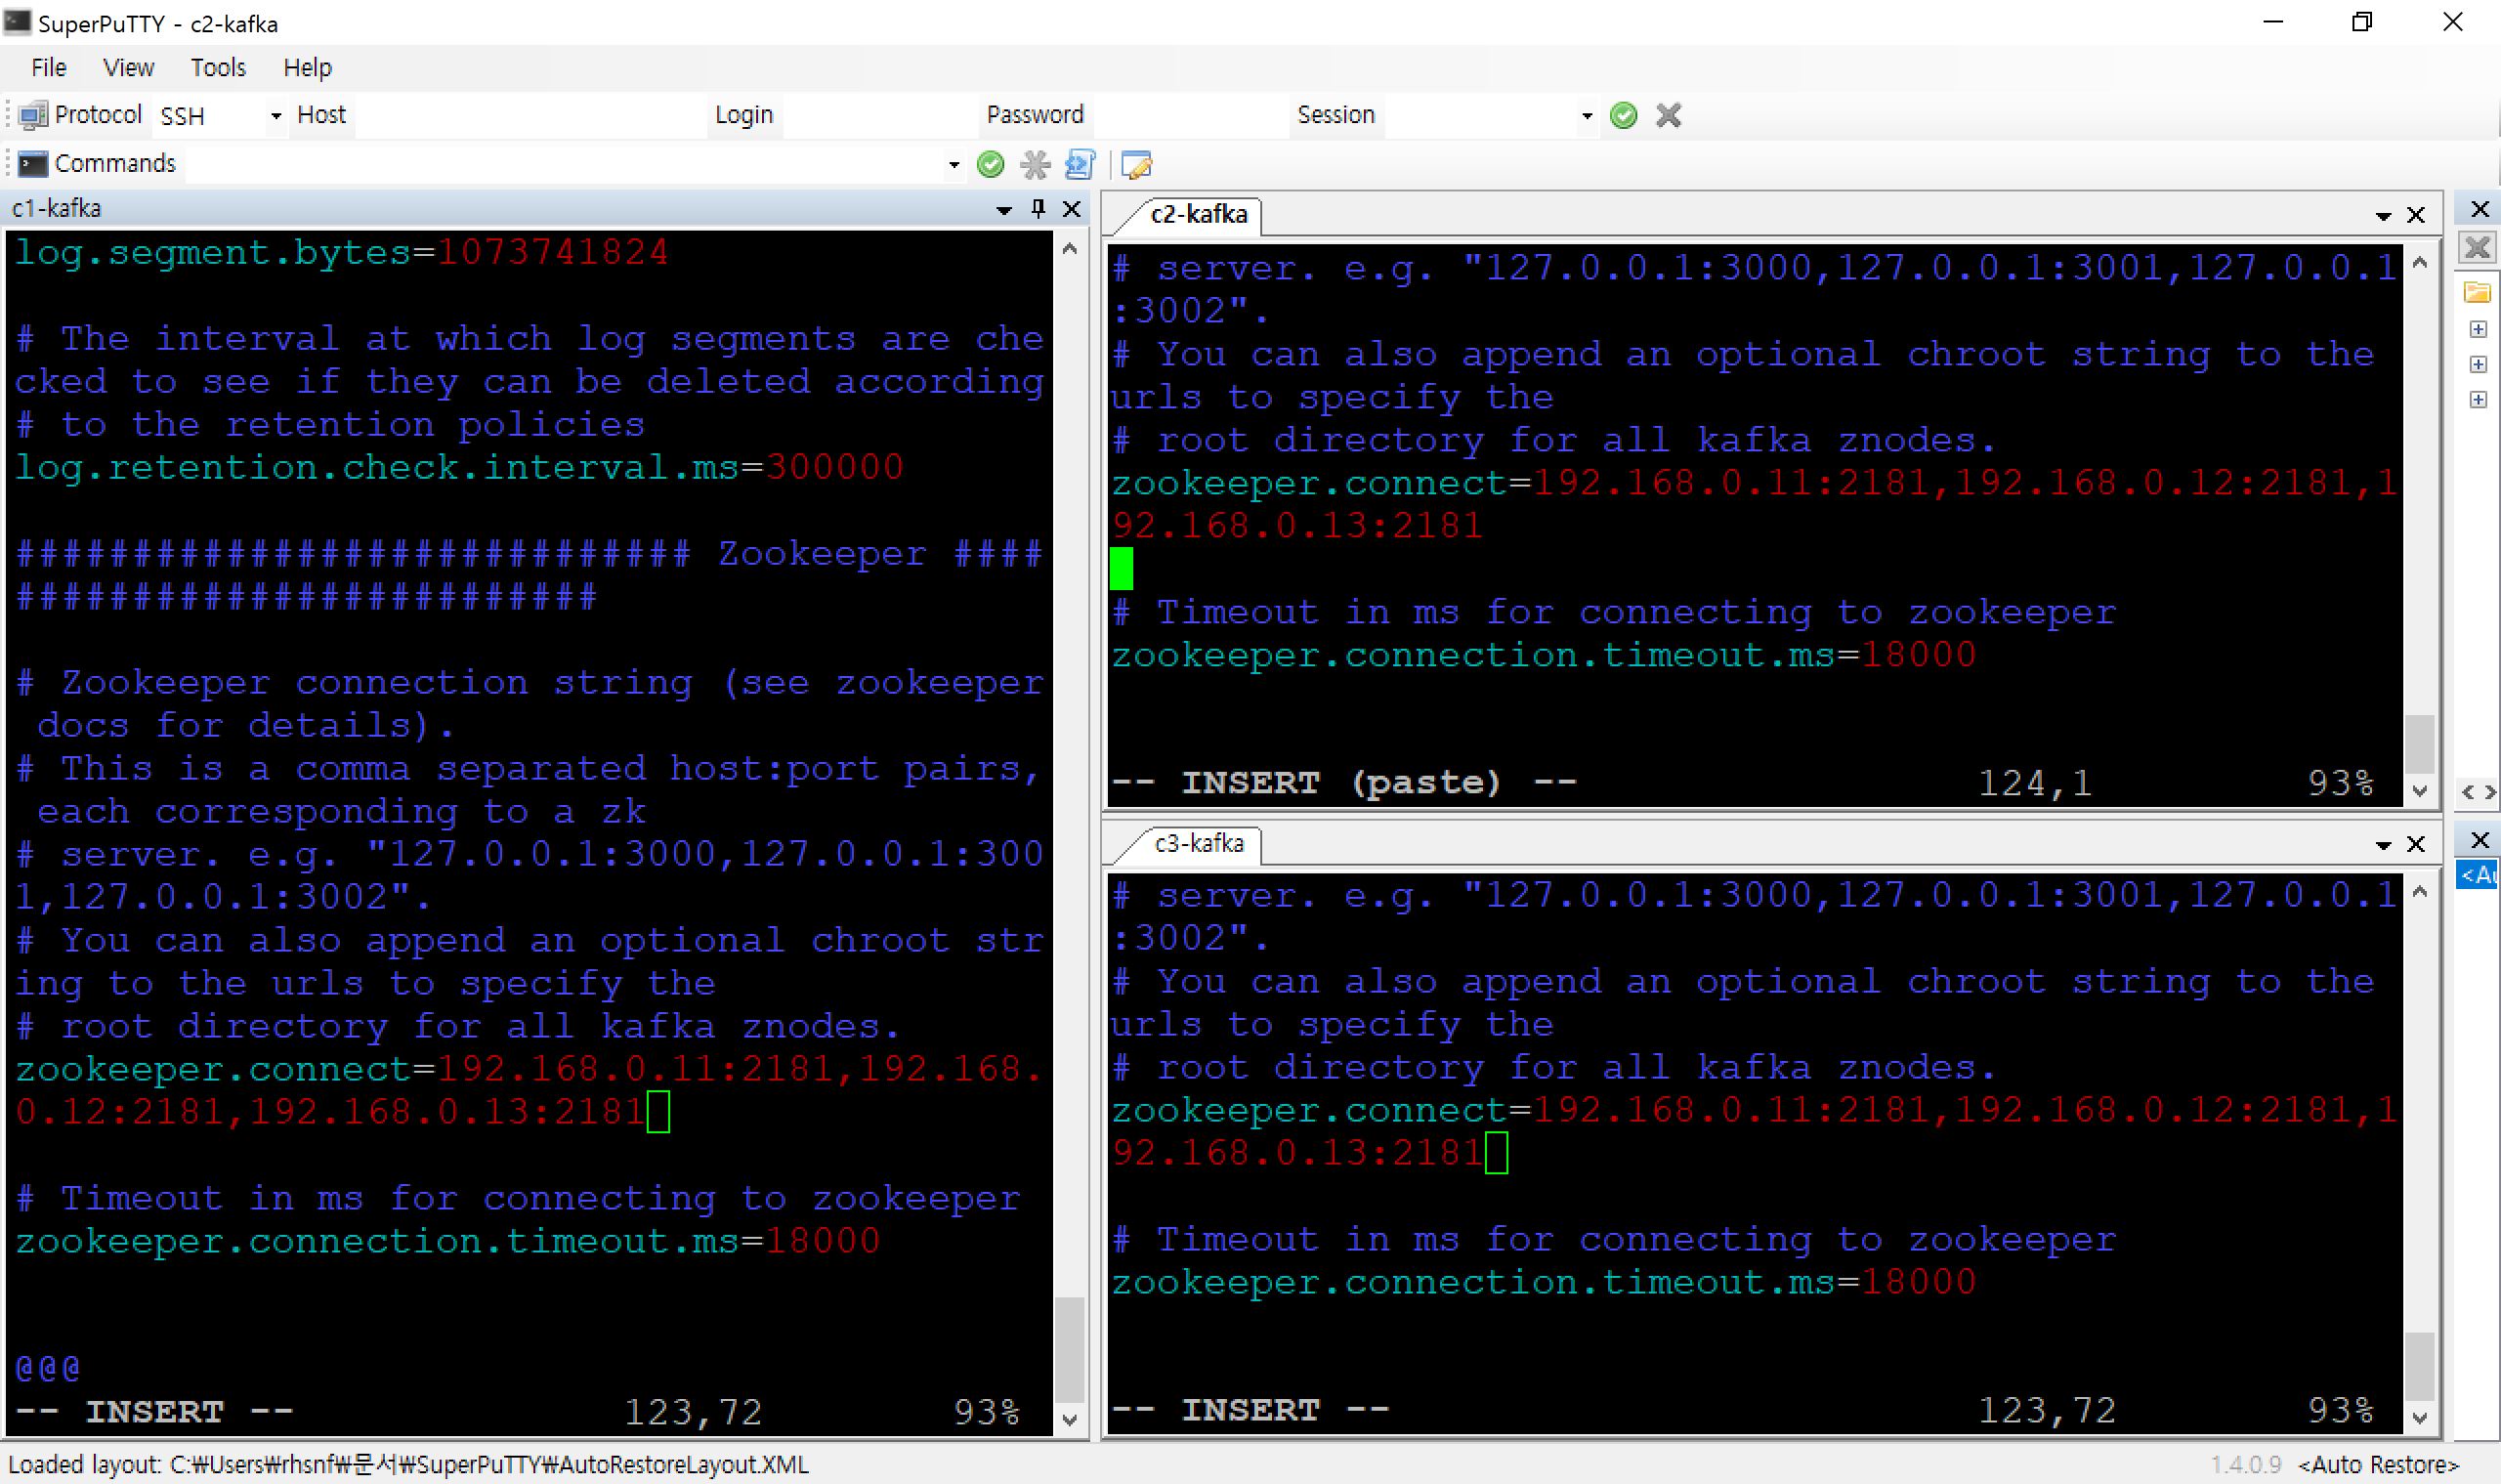 SuperPuTTY - c2-kafka
File View Tools Help
Protocol SSH Host Login Password Session
Commands
c1-kafka
log.segment.bytes=1073741824
# The interval at which log segments are che
cked to see if they can be deleted according
# to the retention policies
log.retention.check.interval.ms=300000
############################# Zookeeper ####
#########################
# Zookeeper connection string (see zookeeper
docs for details).
# This is a comma separated host:port pairs,
each corresponding to a zk
# server. e.g. "127.0.0.1:3000,127.0.0.1:300
1,127.0.0.1:3002".
# You can also append an optional chroot str
ing to the urls to specify the
# root directory for all kafka znodes.
zookeeper.connect=192.168.0.11:2181,192.168.
0.12:2181,192.168.0.13:2181
# Timeout in ms for connecting to zookeeper
zookeeper.connection.timeout.ms=18000
@@@
-- INSERT -- 123,72 93%
c2-kafka
# server. e.g. "127.0.0.1:3000,127.0.0.1:3001,127.0.0.1
:3002".
# You can also append an optional chroot string to the
urls to specify the
# root directory for all kafka znodes.
zookeeper.connect=192.168.0.11:2181,192.168.0.12:2181,1
92.168.0.13:2181
# Timeout in ms for connecting to zookeeper
zookeeper.connection.timeout.ms=18000
-- INSERT (paste) -- 124,1 93%
c3-kafka
# server. e.g. "127.0.0.1:3000,127.0.0.1:3001,127.0.0.1
:3002".
# You can also append an optional chroot string to the
urls to specify the
# root directory for all kafka znodes.
zookeeper.connect=192.168.0.11:2181,192.168.0.12:2181,1
92.168.0.13:2181
# Timeout in ms for connecting to zookeeper
zookeeper.connection.timeout.ms=18000
-- INSERT -- 123,72 93%
<Au
Loaded layout: C:₩Users₩rhsnf₩문서₩SuperPuTTY₩AutoRestoreLayout.XML
1.4.0.9 <Auto Restore>